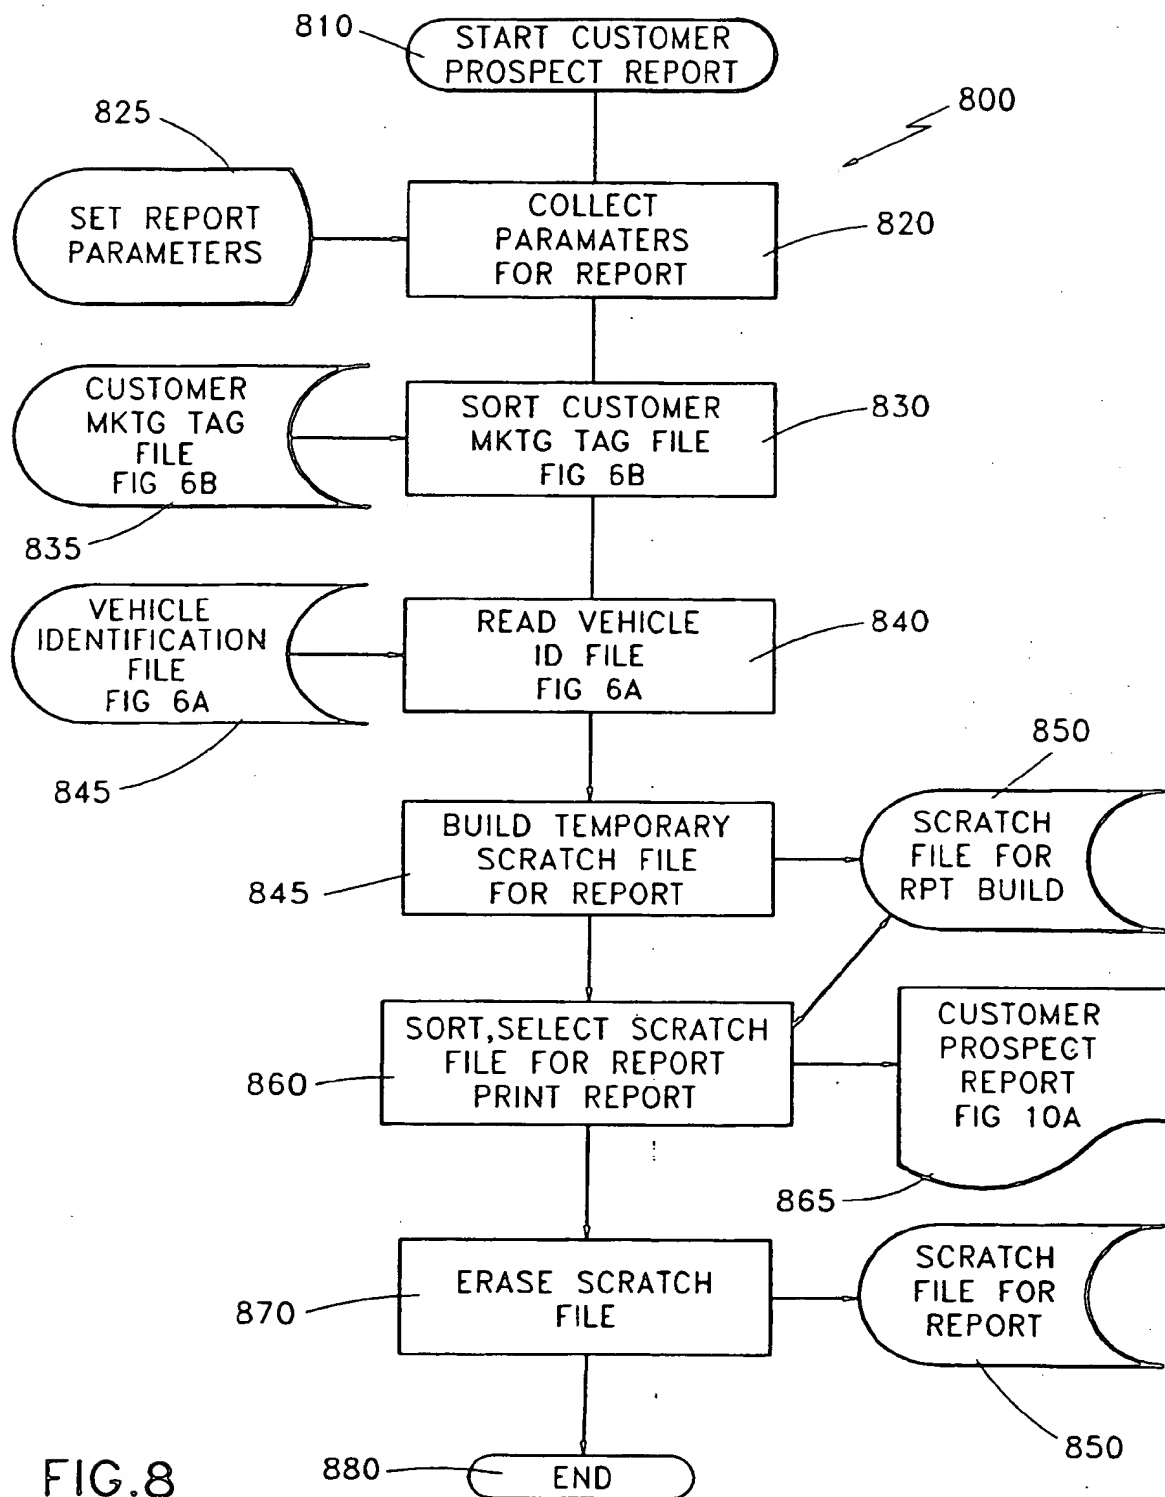 810
START CUSTOMER
PROSPECT REPORT
800
825
SET REPORT
PARAMETERS
COLLECT
PARAMATERS
FOR REPORT
820
CUSTOMER
MKTG TAG
FILE
FIG 6B
835
SORT CUSTOMER
MKTG TAG FILE
FIG 6B
830
VEHICLE
IDENTIFICATION
FILE
FIG 6A
845
READ VEHICLE
ID FILE
FIG 6A
840
BUILD TEMPORARY
SCRATCH FILE
FOR REPORT
845
850
SCRATCH
FILE FOR
RPT BUILD
SORT,SELECT SCRATCH
FILE FOR REPORT
PRINT REPORT
860
CUSTOMER
PROSPECT
REPORT
FIG 10A
865
ERASE SCRATCH
FILE
870
SCRATCH
FILE FOR
REPORT
850
880
END
FIG.8